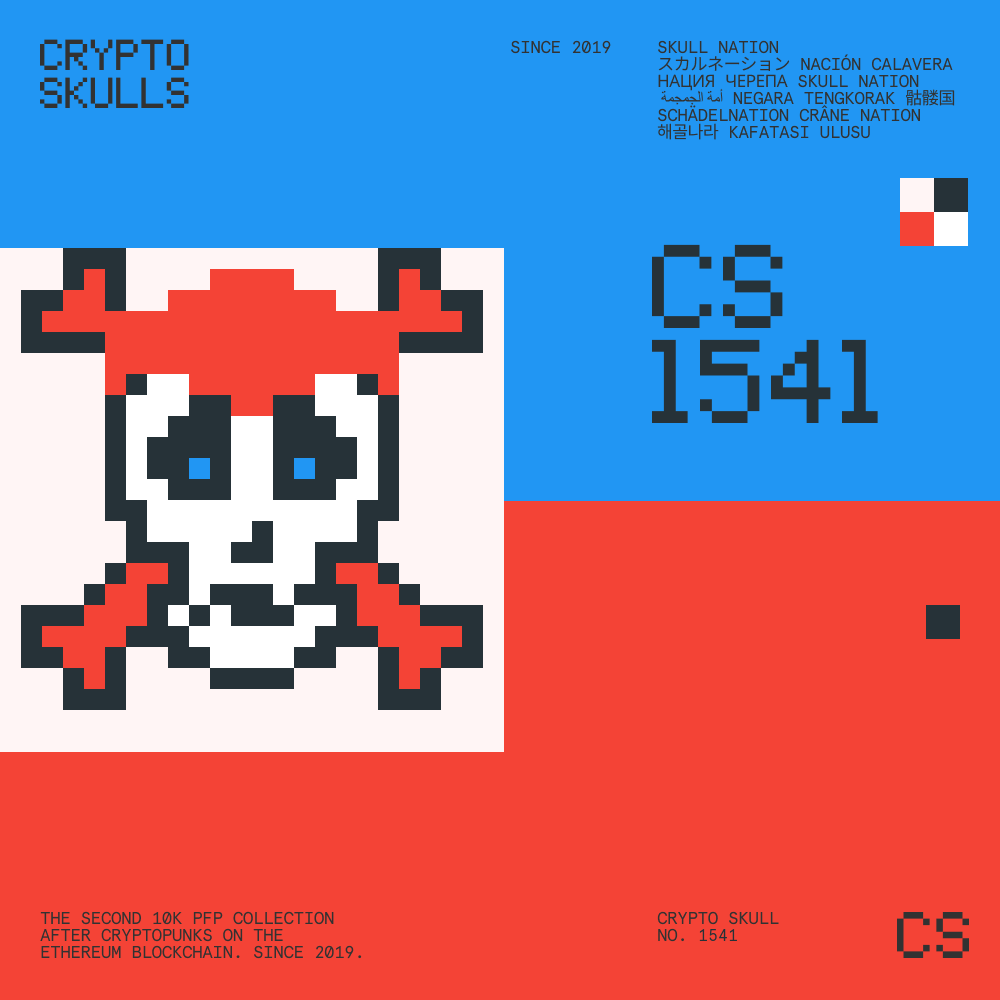 CRYPTO
SKULLS
SINCE 2019
SKULL NATION
スカルネーション NACIÓN CALAVERA
НАЦИЯ ЧЕРЕПА SKULL NATION
أمة الجمجمة NEGARA TENGKORAK 骷髅国
SCHÄDELNATION CRÂNE NATION
해골나라 KAFATASI ULUSU
CS
1541
THE SECOND 10K PFP COLLECTION
AFTER CRYPTOPUNKS ON THE
ETHEREUM BLOCKCHAIN. SINCE 2019.
CRYPTO SKULL
NO. 1541
CS